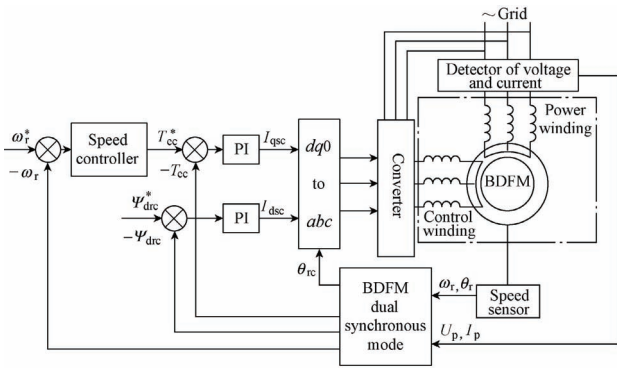 ~ Grid
Detector of voltage
and current
Power
winding
ω*r
Speed
controller
T*cc
PI
Iqsc
dq0
to
abc
Converter
BDFM
−ωr
−Tcc
Ψ*drc
PI
Idsc
Control
winding
−Ψdrc
θrc
BDFM
dual
synchronous
mode
ωr, θr
Speed
sensor
Up, Ip